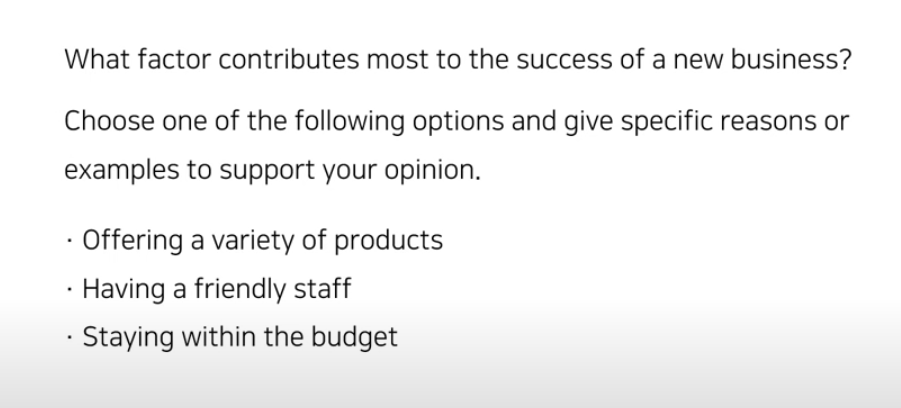 What factor contributes most to the success of a new business?
Choose one of the following options and give specific reasons or
examples to support your opinion.
· Offering a variety of products
· Having a friendly staff
· Staying within the budget